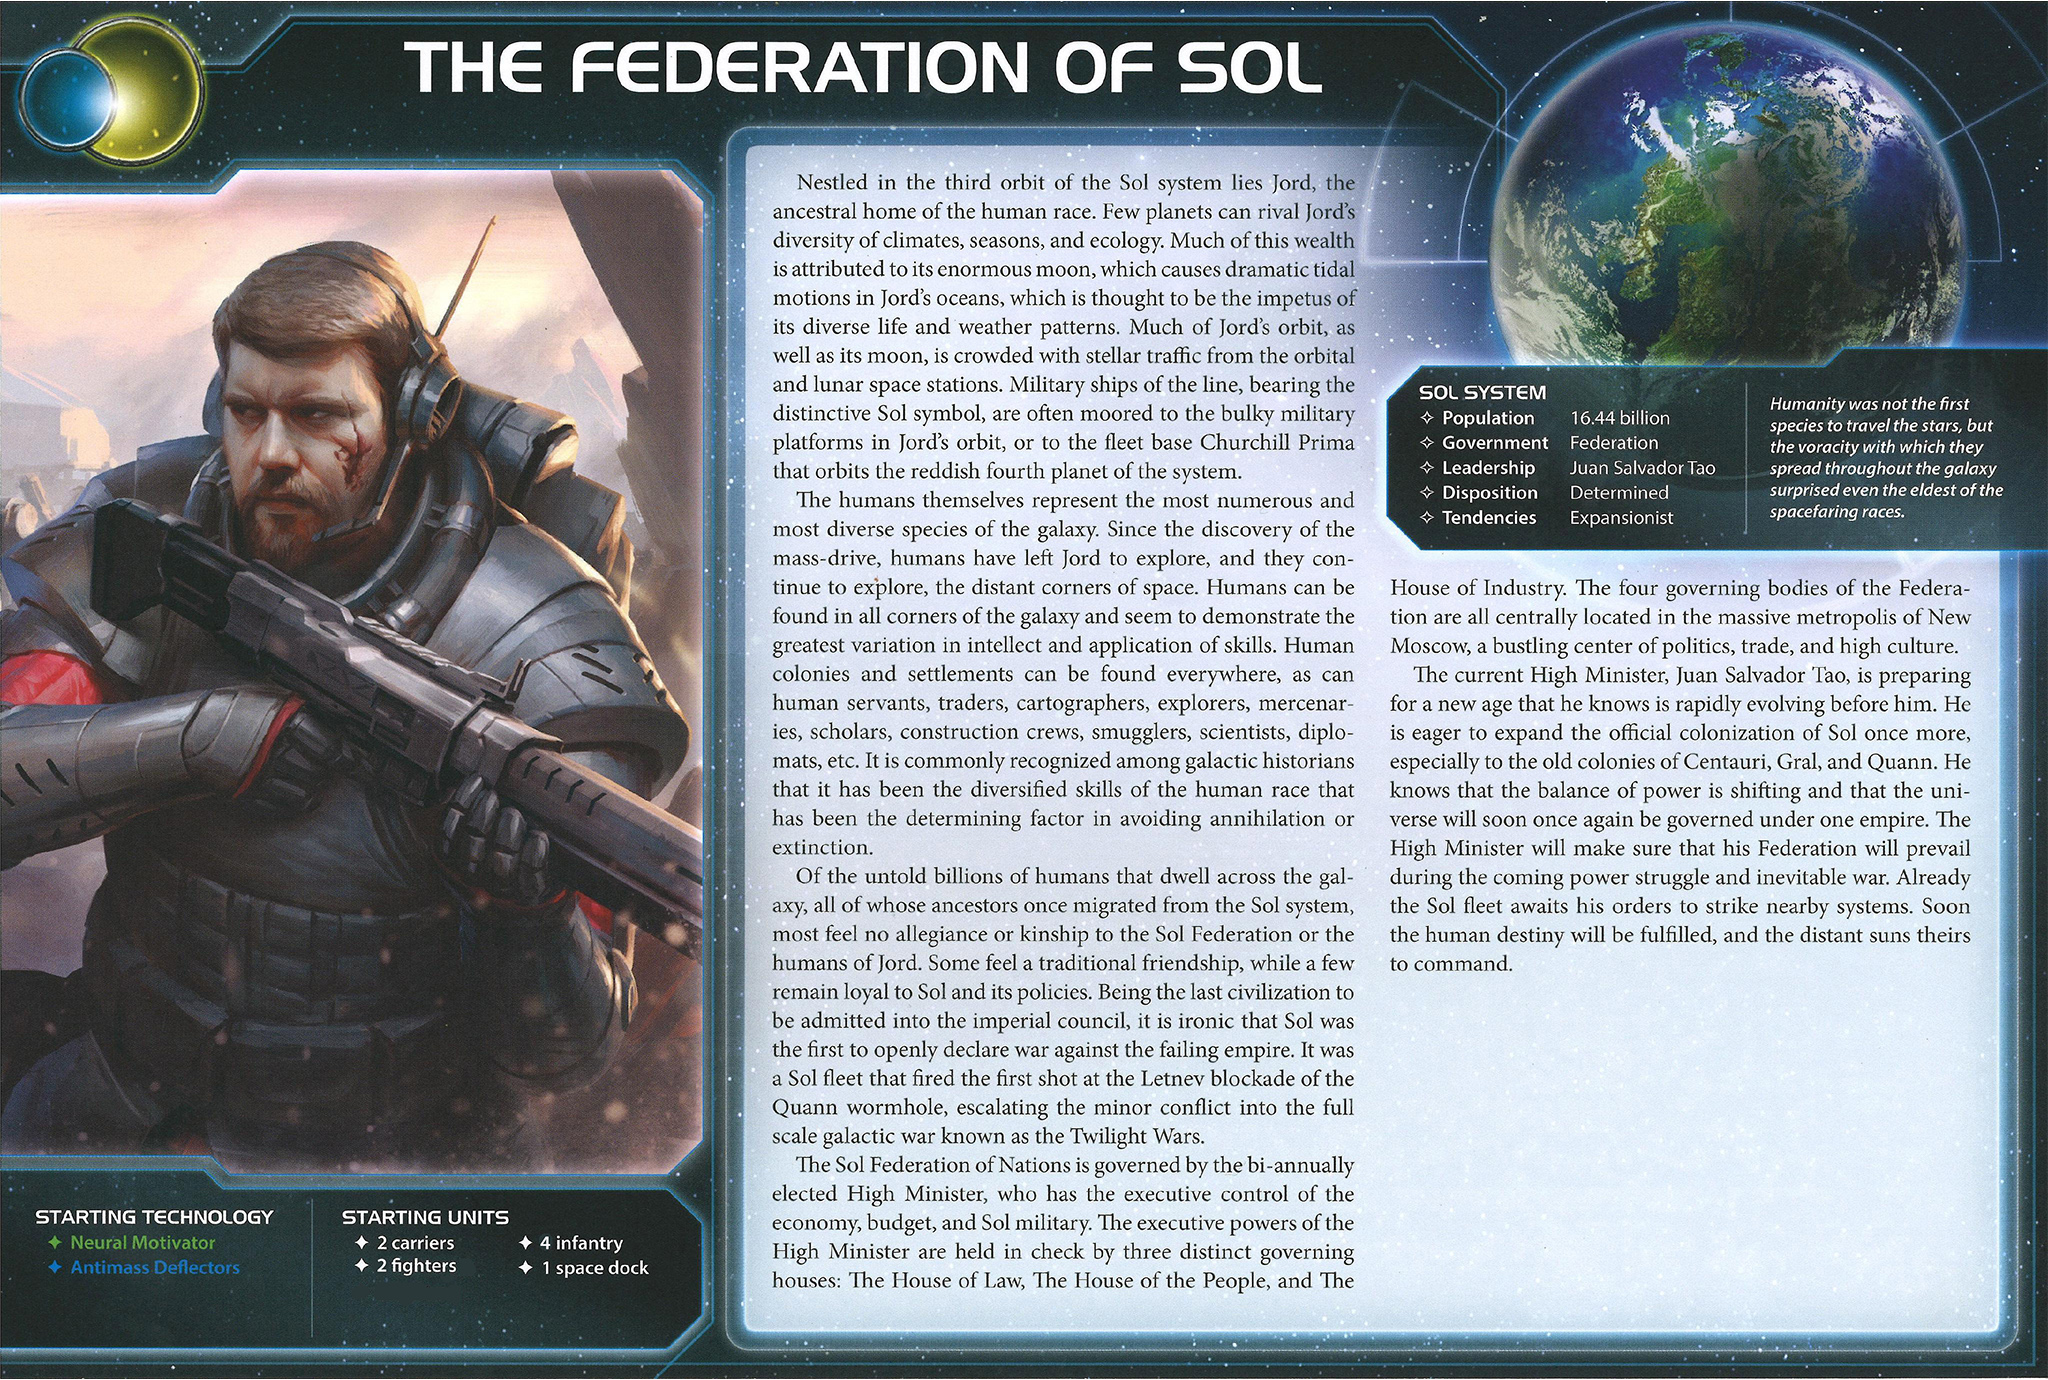 THE FEDERATION OF SOL
Nestled in the third orbit of the Sol system lies Jord, the
ancestral home of the human race. Few planets can rival Jord's
diversity of climates, seasons, and ecology. Much of this wealth
is attributed to its enormous moon, which causes dramatic tidal
motions in Jord's oceans, which is thought to be the impetus of
its diverse life and weather patterns. Much of Jord's orbit, as
well as its moon, is crowded with stellar traffic from the orbital
and lunar space stations. Military ships of the line, bearing the
distinctive Sol symbol, are often moored to the bulky military
platforms in Jord's orbit, or to the fleet base Churchill Prima
that orbits the reddish fourth planet of the system.
The humans themselves represent the most numerous and
most diverse species of the galaxy. Since the discovery of the
mass-drive, humans have left Jord to explore, and they con-
tinue to explore, the distant corners of space. Humans can be
found in all corners of the galaxy and seem to demonstrate the
greatest variation in intellect and application of skills. Human
colonies and settlements can be found everywhere, as can
human servants, traders, cartographers, explorers, mercenar-
ies, scholars, construction crews, smugglers, scientists, diplo-
mats, etc. It is commonly recognized among galactic historians
that it has been the diversified skills of the human race that
has been the determining factor in avoiding annihilation or
extinction.
Of the untold billions of humans that dwell across the gal-
axy, all of whose ancestors once migrated from the Sol system,
most feel no allegiance or kinship to the Sol Federation or the
humans of Jord. Some feel a traditional friendship, while a few
remain loyal to Sol and its policies. Being the last civilization to
be admitted into the imperial council, it is ironic that Sol was
the first to openly declare war against the failing empire. It was
a Sol fleet that fired the first shot at the Letnev blockade of the
Quann wormhole, escalating the minor conflict into the full
scale galactic war known as the Twilight Wars.
The Sol Federation of Nations is governed by the bi-annually
elected High Minister, who has the executive control of the
economy, budget, and Sol military. The executive powers of the
High Minister are held in check by three distinct governing
houses: The House of Law, The House of the People, and The
House of Industry. The four governing bodies of the Federa-
tion are all centrally located in the massive metropolis of New
Moscow, a bustling center of politics, trade, and high culture.
The current High Minister, Juan Salvador Tao, is preparing
for a new age that he knows is rapidly evolving before him. He
is eager to expand the official colonization of Sol once more,
especially to the old colonies of Centauri, Gral, and Quann. He
knows that the balance of power is shifting and that the uni-
verse will soon once again be governed under one empire. The
High Minister will make sure that his Federation will prevail
during the coming power struggle and inevitable war. Already
the Sol fleet awaits his orders to strike nearby systems. Soon
the human destiny will be fulfilled, and the distant suns theirs
to command.
SOL SYSTEM
✧ Population 16.44 billion
✧ Government Federation
✧ Leadership Juan Salvador Tao
✧ Disposition Determined
✧ Tendencies Expansionist
Humanity was not the first
species to travel the stars, but
the voracity with which they
spread throughout the galaxy
surprised even the eldest of the
spacefaring races.
STARTING TECHNOLOGY
✦ Neural Motivator
✦ Antimass Deflectors
STARTING UNITS
✦ 2 carriers
✦ 2 fighters
✦ 4 infantry
✦ 1 space dock